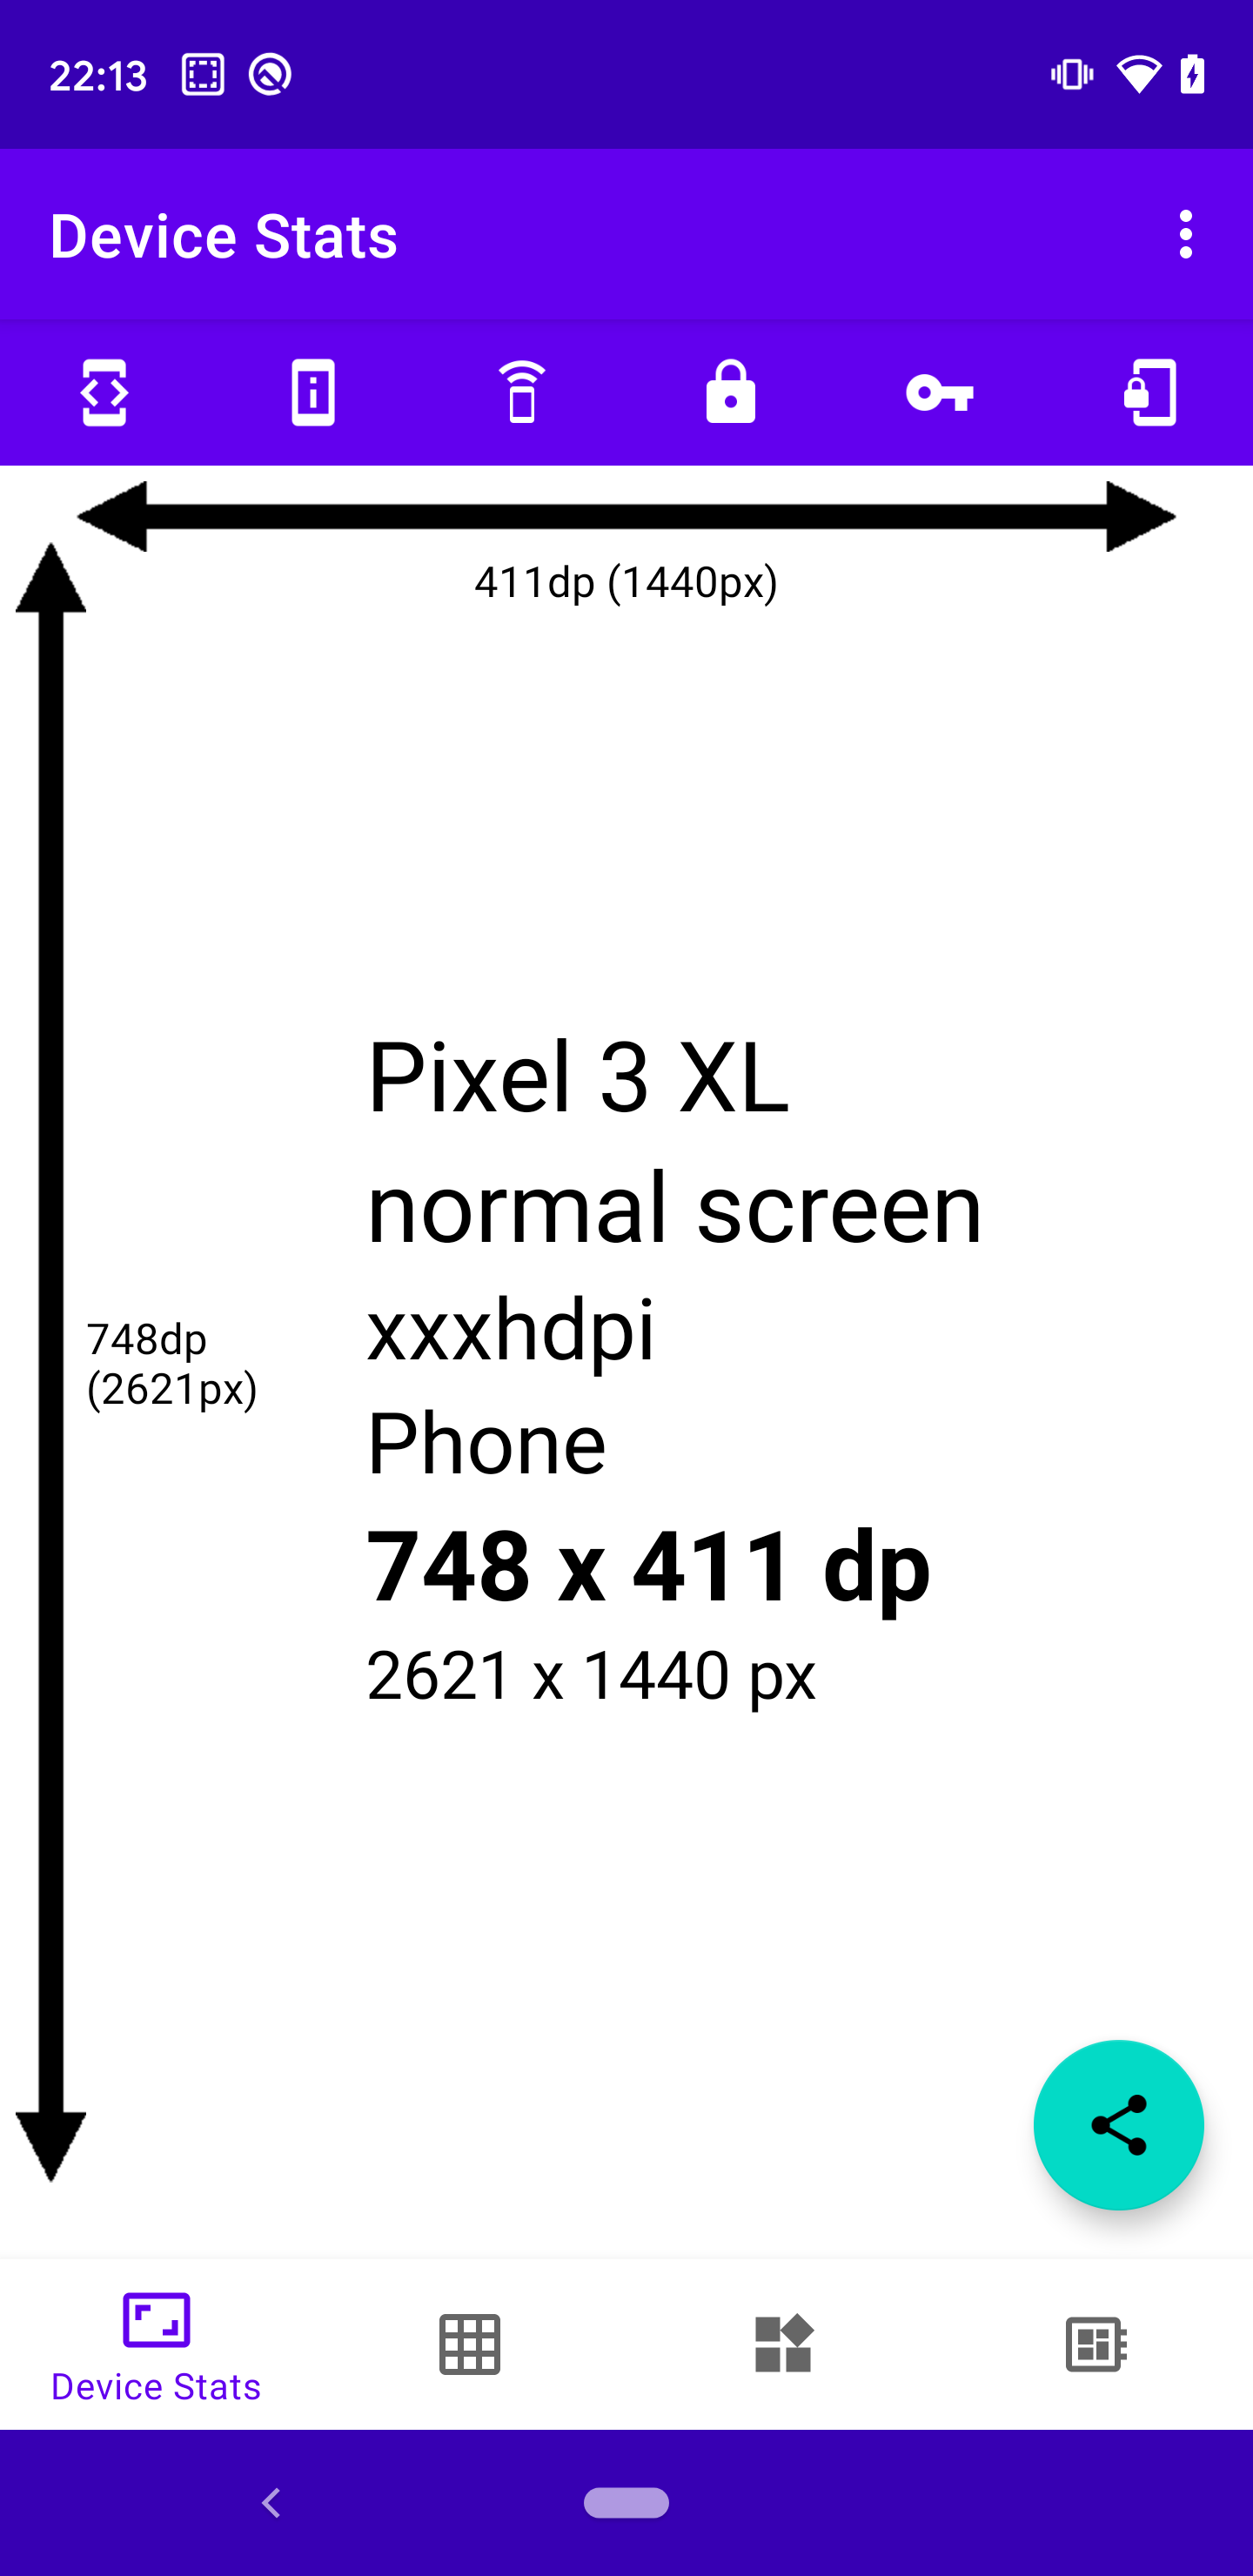 22:13
Device Stats
411dp (1440px)
Pixel 3 XL
normal screen
xxxhdpi
748dp
(2621px)
Phone
748 x 411 dp
2621 x 1440 px
Device Stats